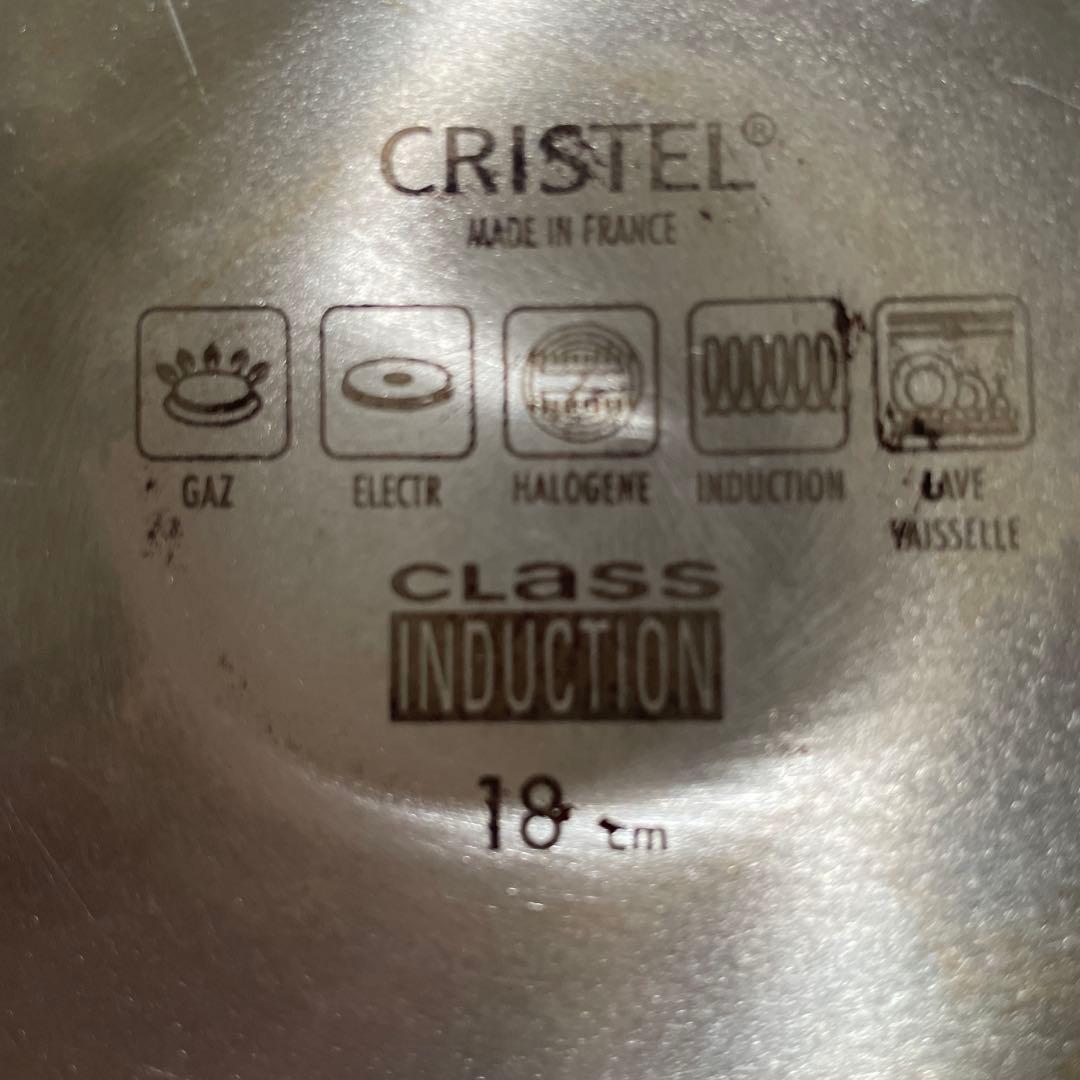 CRISTEL®
MADE IN FRANCE
GAZ ELECTR HALOGENE INDUCTION LAVE VAISSELLE
CLASS
INDUCTION
18 cm